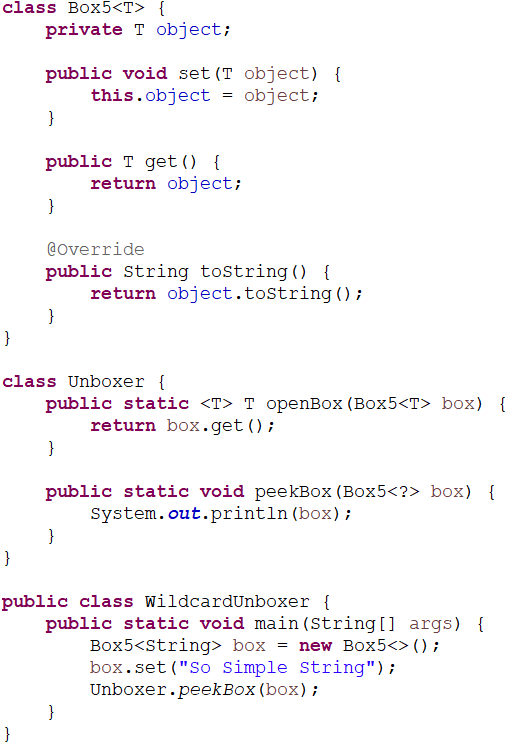 class Box5<T> {
    private T object;

    public void set(T object) {
        this.object = object;
    }

    public T get() {
        return object;
    }

    @Override
    public String toString() {
        return object.toString();
    }
}

class Unboxer {
    public static <T> T openBox(Box5<T> box) {
        return box.get();
    }

    public static void peekBox(Box5<?> box) {
        System.out.println(box);
    }
}

public class WildcardUnboxer {
    public static void main(String[] args) {
        Box5<String> box = new Box5<>();
        box.set("So Simple String");
        Unboxer.peekBox(box);
    }
}